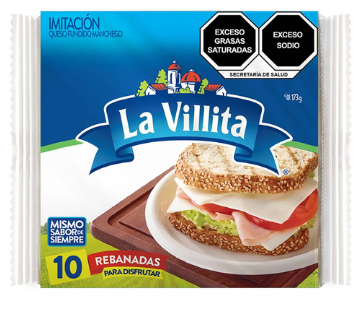 IMITACIÓN
QUESO FUNDIDO MANCHEGO
EXCESO
GRASAS
SATURADAS
EXCESO
SODIO
SECRETARÍA DE SALUD
173g
La Villita
MISMO
SABOR DE
SIEMPRE
10 REBANADAS
PARA DISFRUTAR